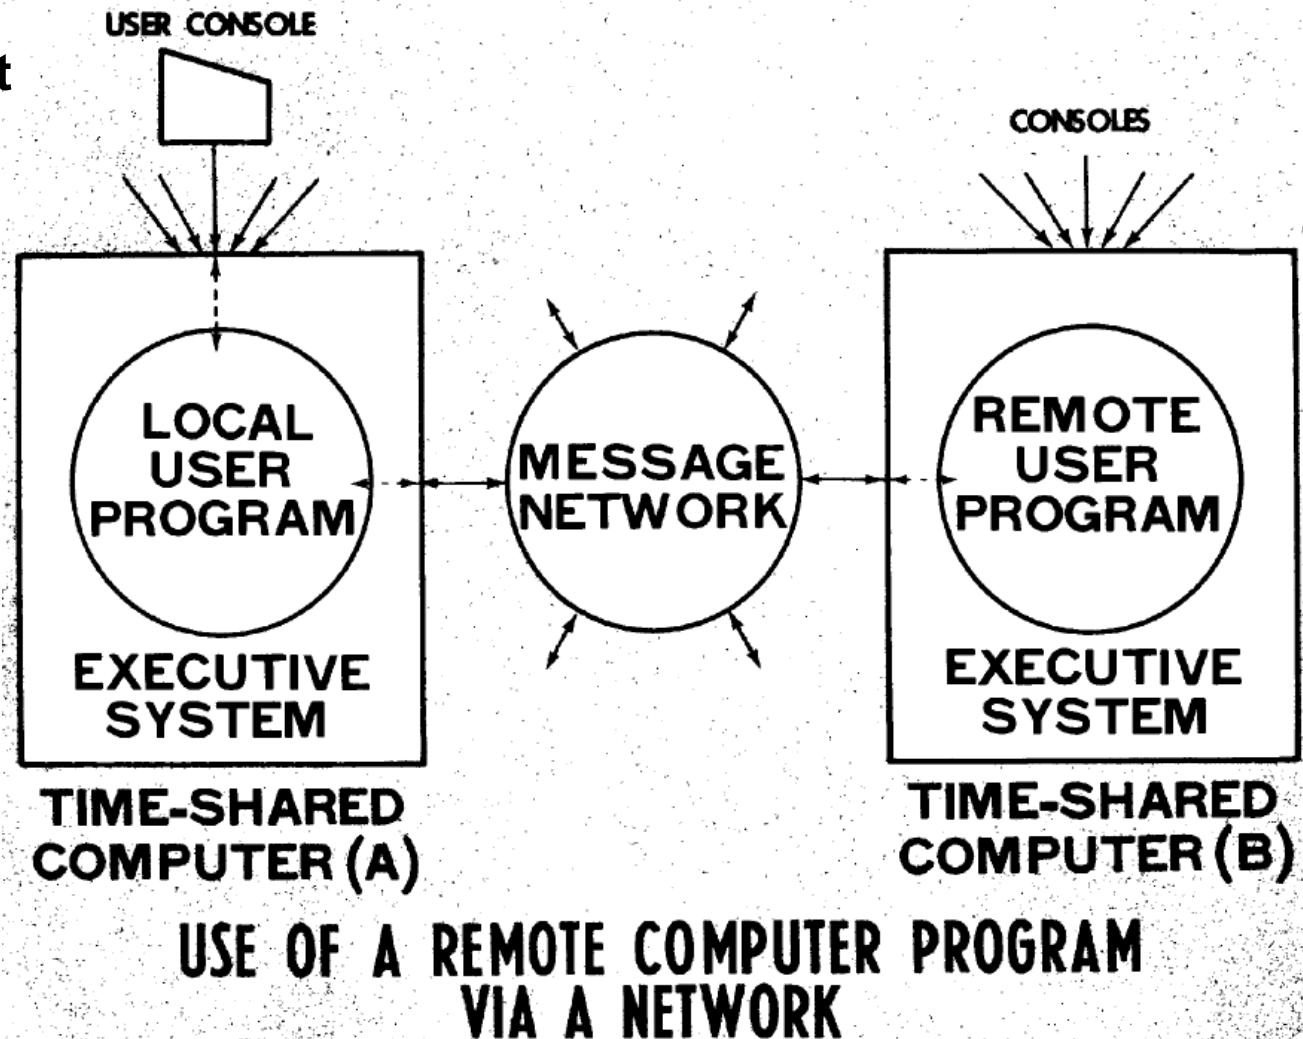 USER CONSOLE
t
CONSOLES
LOCAL
USER
PROGRAM
EXECUTIVE
SYSTEM
TIME-SHARED
COMPUTER (A)
MESSAGE
NETWORK
REMOTE
USER
PROGRAM
EXECUTIVE
SYSTEM
TIME-SHARED
COMPUTER (B)
USE OF A REMOTE COMPUTER PROGRAM
VIA A NETWORK